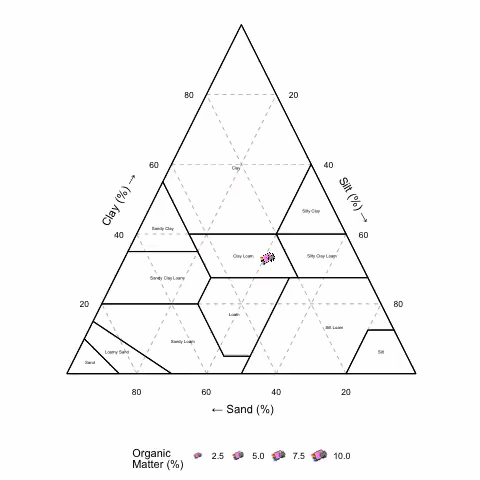 80
20
Clay
60
40
Clay (%) →
Silt (%) →
Silty Clay
Sandy Clay
40
60
Clay Loam
Silty Clay Loam
Sandy Clay Loam
20
80
Loam
Silt Loam
Sandy Loam
Loamy Sand
Silt
Sand
80
60
40
20
← Sand (%)
Organic
Matter (%)
2.5
5.0
7.5
10.0